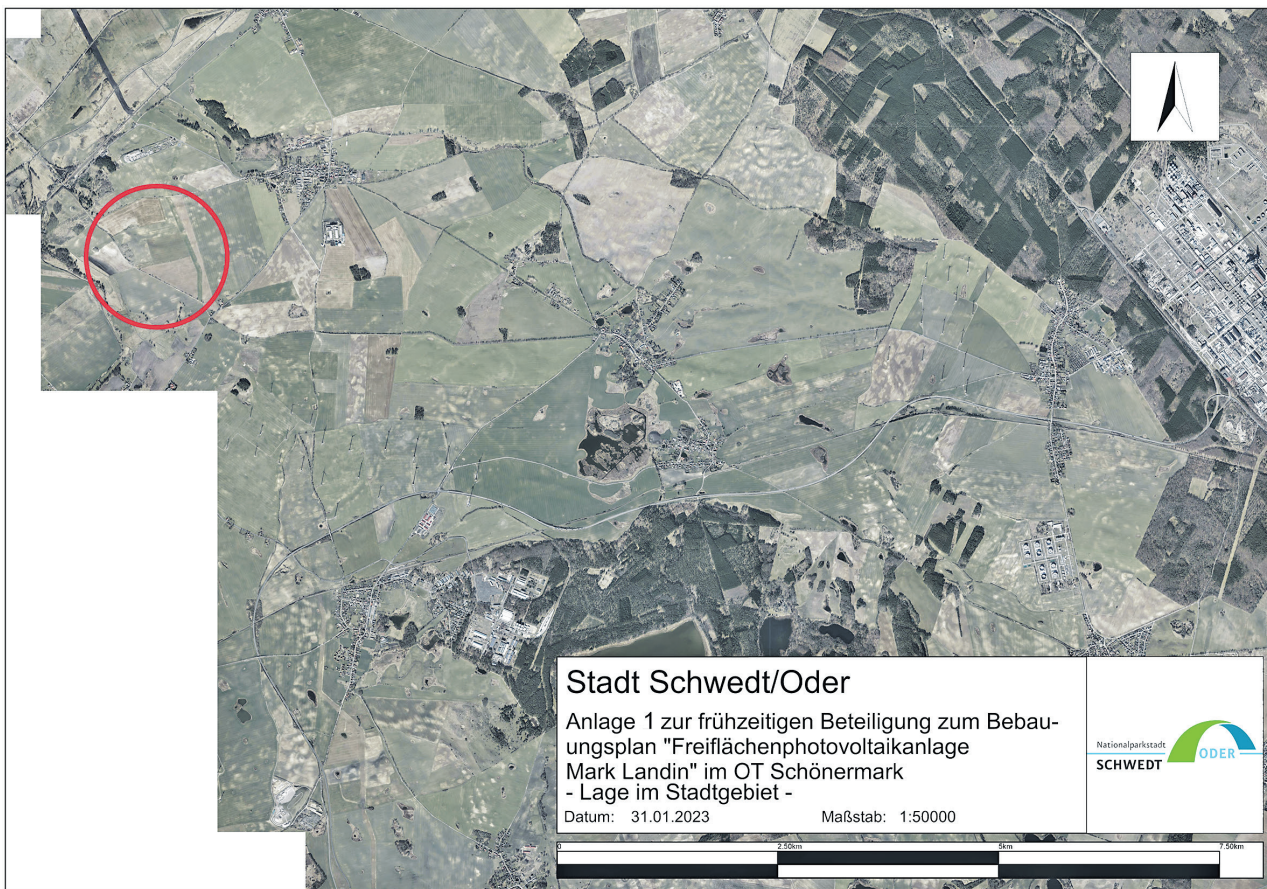 Stadt Schwedt/Oder
Anlage 1 zur frühzeitigen Beteiligung zum Bebau-
ungsplan "Freiflächenphotovoltaikanlage
Mark Landin" im OT Schönermark
- Lage im Stadtgebiet -
Datum: 31.01.2023 Maßstab: 1:50000
Nationalparkstadt
SCHWEDT ODER
0 2.50km 5km 7.50km